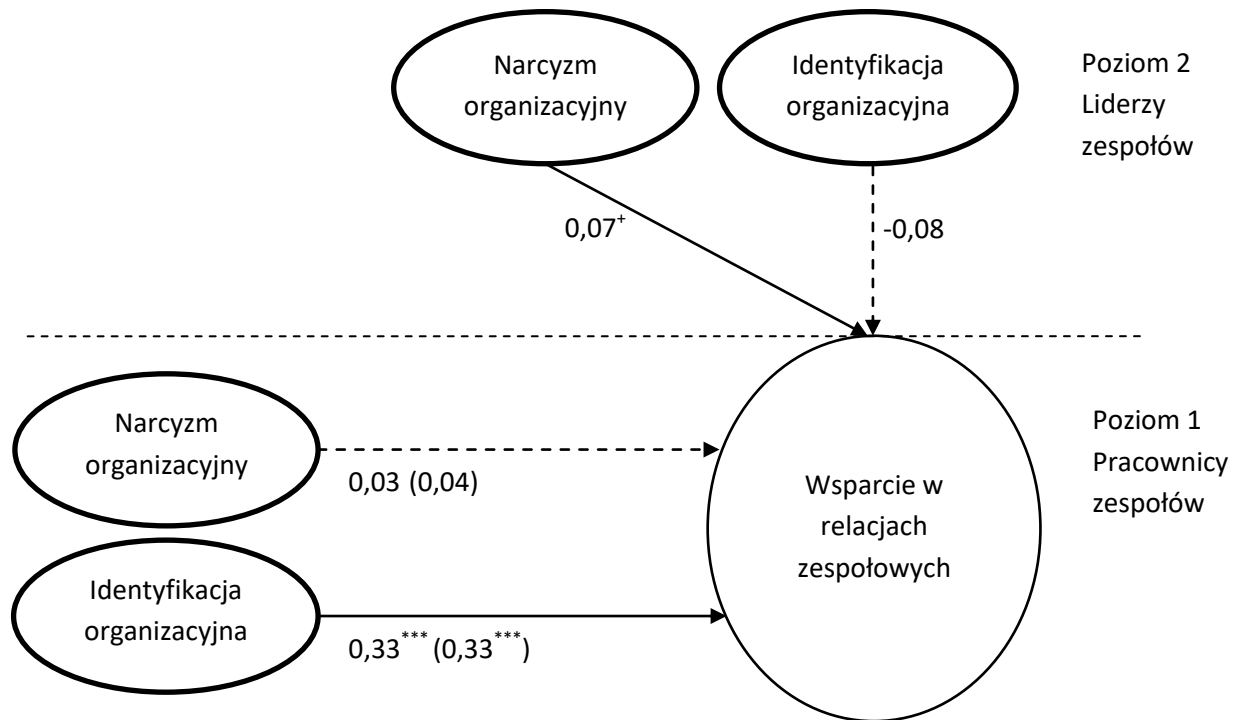 Narcyzm
organizacyjny
Identyfikacja
organizacyjna
Poziom 2
Liderzy
zespołów
0,07⁺
-0,08
Narcyzm
organizacyjny
0,03 (0,04)
Identyfikacja
organizacyjna
0,33*** (0,33***)
Wsparcie w
relacjach
zespołowych
Poziom 1
Pracownicy
zespołów